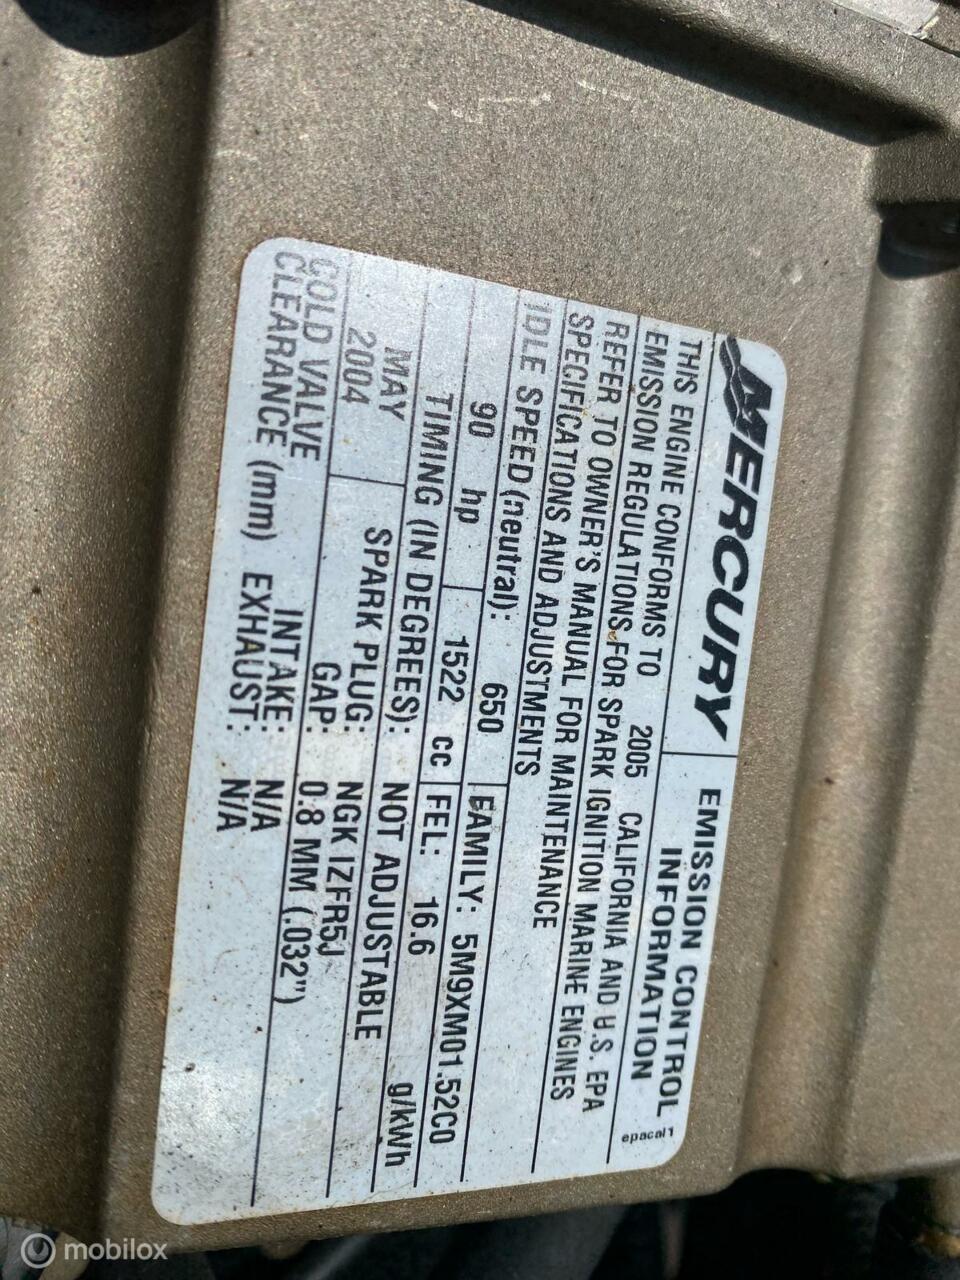 MERCURY
EMISSION CONTROL
INFORMATION
epacal1
THIS ENGINE CONFORMS TO 2005 CALIFORNIA AND U.S. EPA
EMISSION REGULATIONS FOR SPARK IGNITION MARINE ENGINES
REFER TO OWNER'S MANUAL FOR MAINTENANCE
SPECIFICATIONS AND ADJUSTMENTS
IDLE SPEED (neutral): 650 FAMILY: 5M9XM01.52C0
90 hp 1522 cc FEL: 16.6 g/kWh
TIMING (IN DEGREES): NOT ADJUSTABLE
MAY
2004
SPARK PLUG: NGK IZFR5J
GAP: 0.8 MM (.032")
COLD VALVE
CLEARANCE (mm)
INTAKE: N/A
EXHAUST: N/A
mobilox